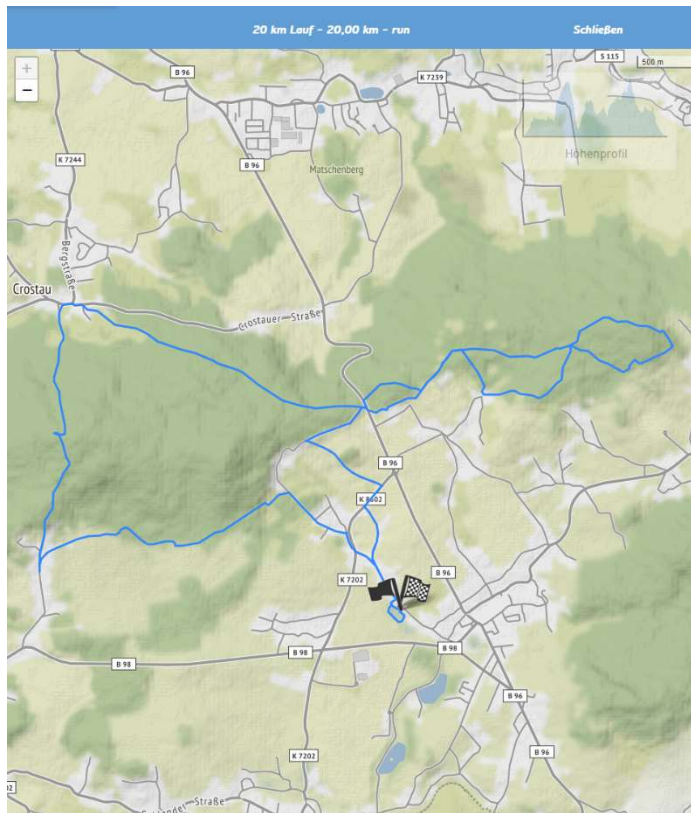 20 km Lauf – 20,00 km – run
Schließen
+
−
B 96
S 115
500 m
K 7239
K 7244
B 96
Matschenberg
Höhenprofil
Bergstraße
Crostau
Crostauer Straße
B 96
K 8602
K 7202
B 96
B 98
B 98
B 98
B 96
K 7202
B 96
Straße